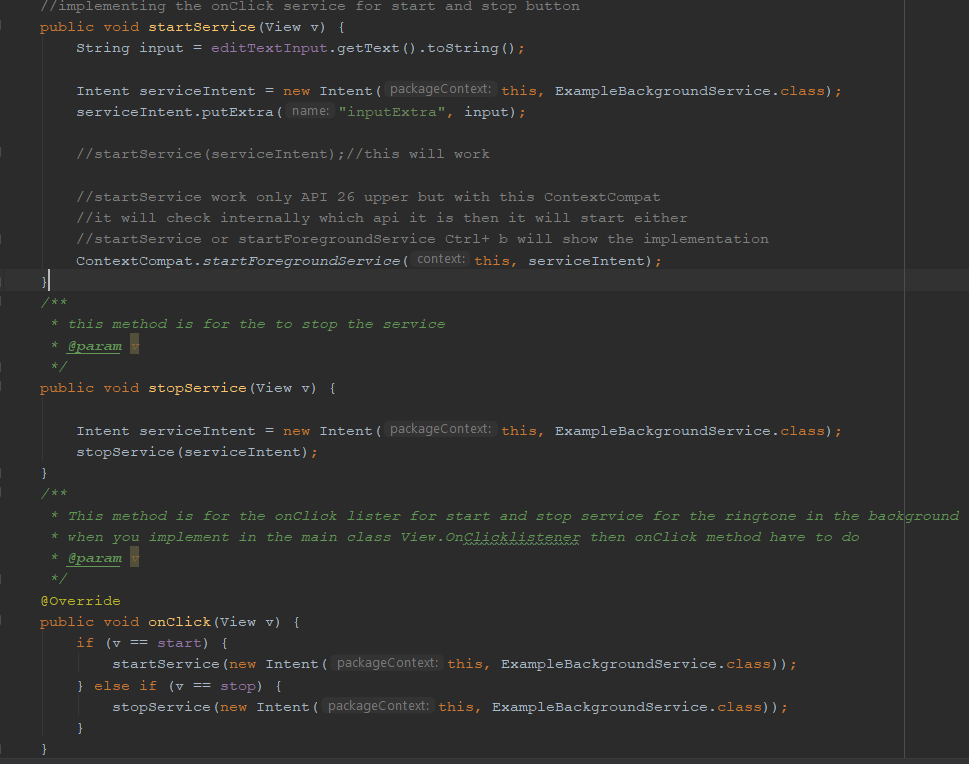 //implementing the onClick service for start and stop button
public void startService(View v) {
String input = editTextInput.getText().toString();
Intent serviceIntent = new Intent( packageContext: this, ExampleBackgroundService.class);
serviceIntent.putExtra( name: "inputExtra", input);
//startService(serviceIntent);//this will work
//startService work only API 26 upper but with this ContextCompat
//it will check internally which api it is then it will start either
//startService or startForegroundService Ctrl+ b will show the implementation
ContextCompat.startForegroundService( context: this, serviceIntent);
}
/**
* this method is for the to stop the service
* @param v
*/
public void stopService(View v) {
Intent serviceIntent = new Intent( packageContext: this, ExampleBackgroundService.class);
stopService(serviceIntent);
}
/**
* This method is for the onClick lister for start and stop service for the ringtone in the background
* when you implement in the main class View.OnClicklistener then onClick method have to do
* @param v
*/
@Override
public void onClick(View v) {
if (v == start) {
startService(new Intent( packageContext: this, ExampleBackgroundService.class));
} else if (v == stop) {
stopService(new Intent( packageContext: this, ExampleBackgroundService.class));
}
}